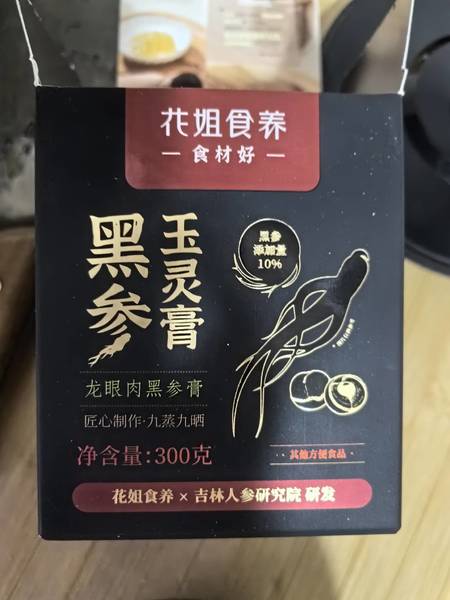 花姐食养
食材好
黑参
玉灵膏
黑参
添加量
10%
龙眼肉黑参膏
匠心制作·九蒸九晒
净含量:300克
·其他方便食品·
花姐食养 × 吉林人参研究院 研发